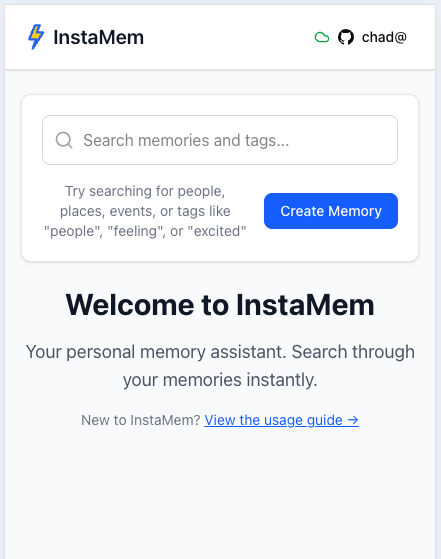 InstaMem
chad@
Search memories and tags...
Try searching for people,
places, events, or tags like
"people", "feeling", or "excited"
Create Memory
Welcome to InstaMem
Your personal memory assistant. Search through
your memories instantly.
New to InstaMem? View the usage guide →